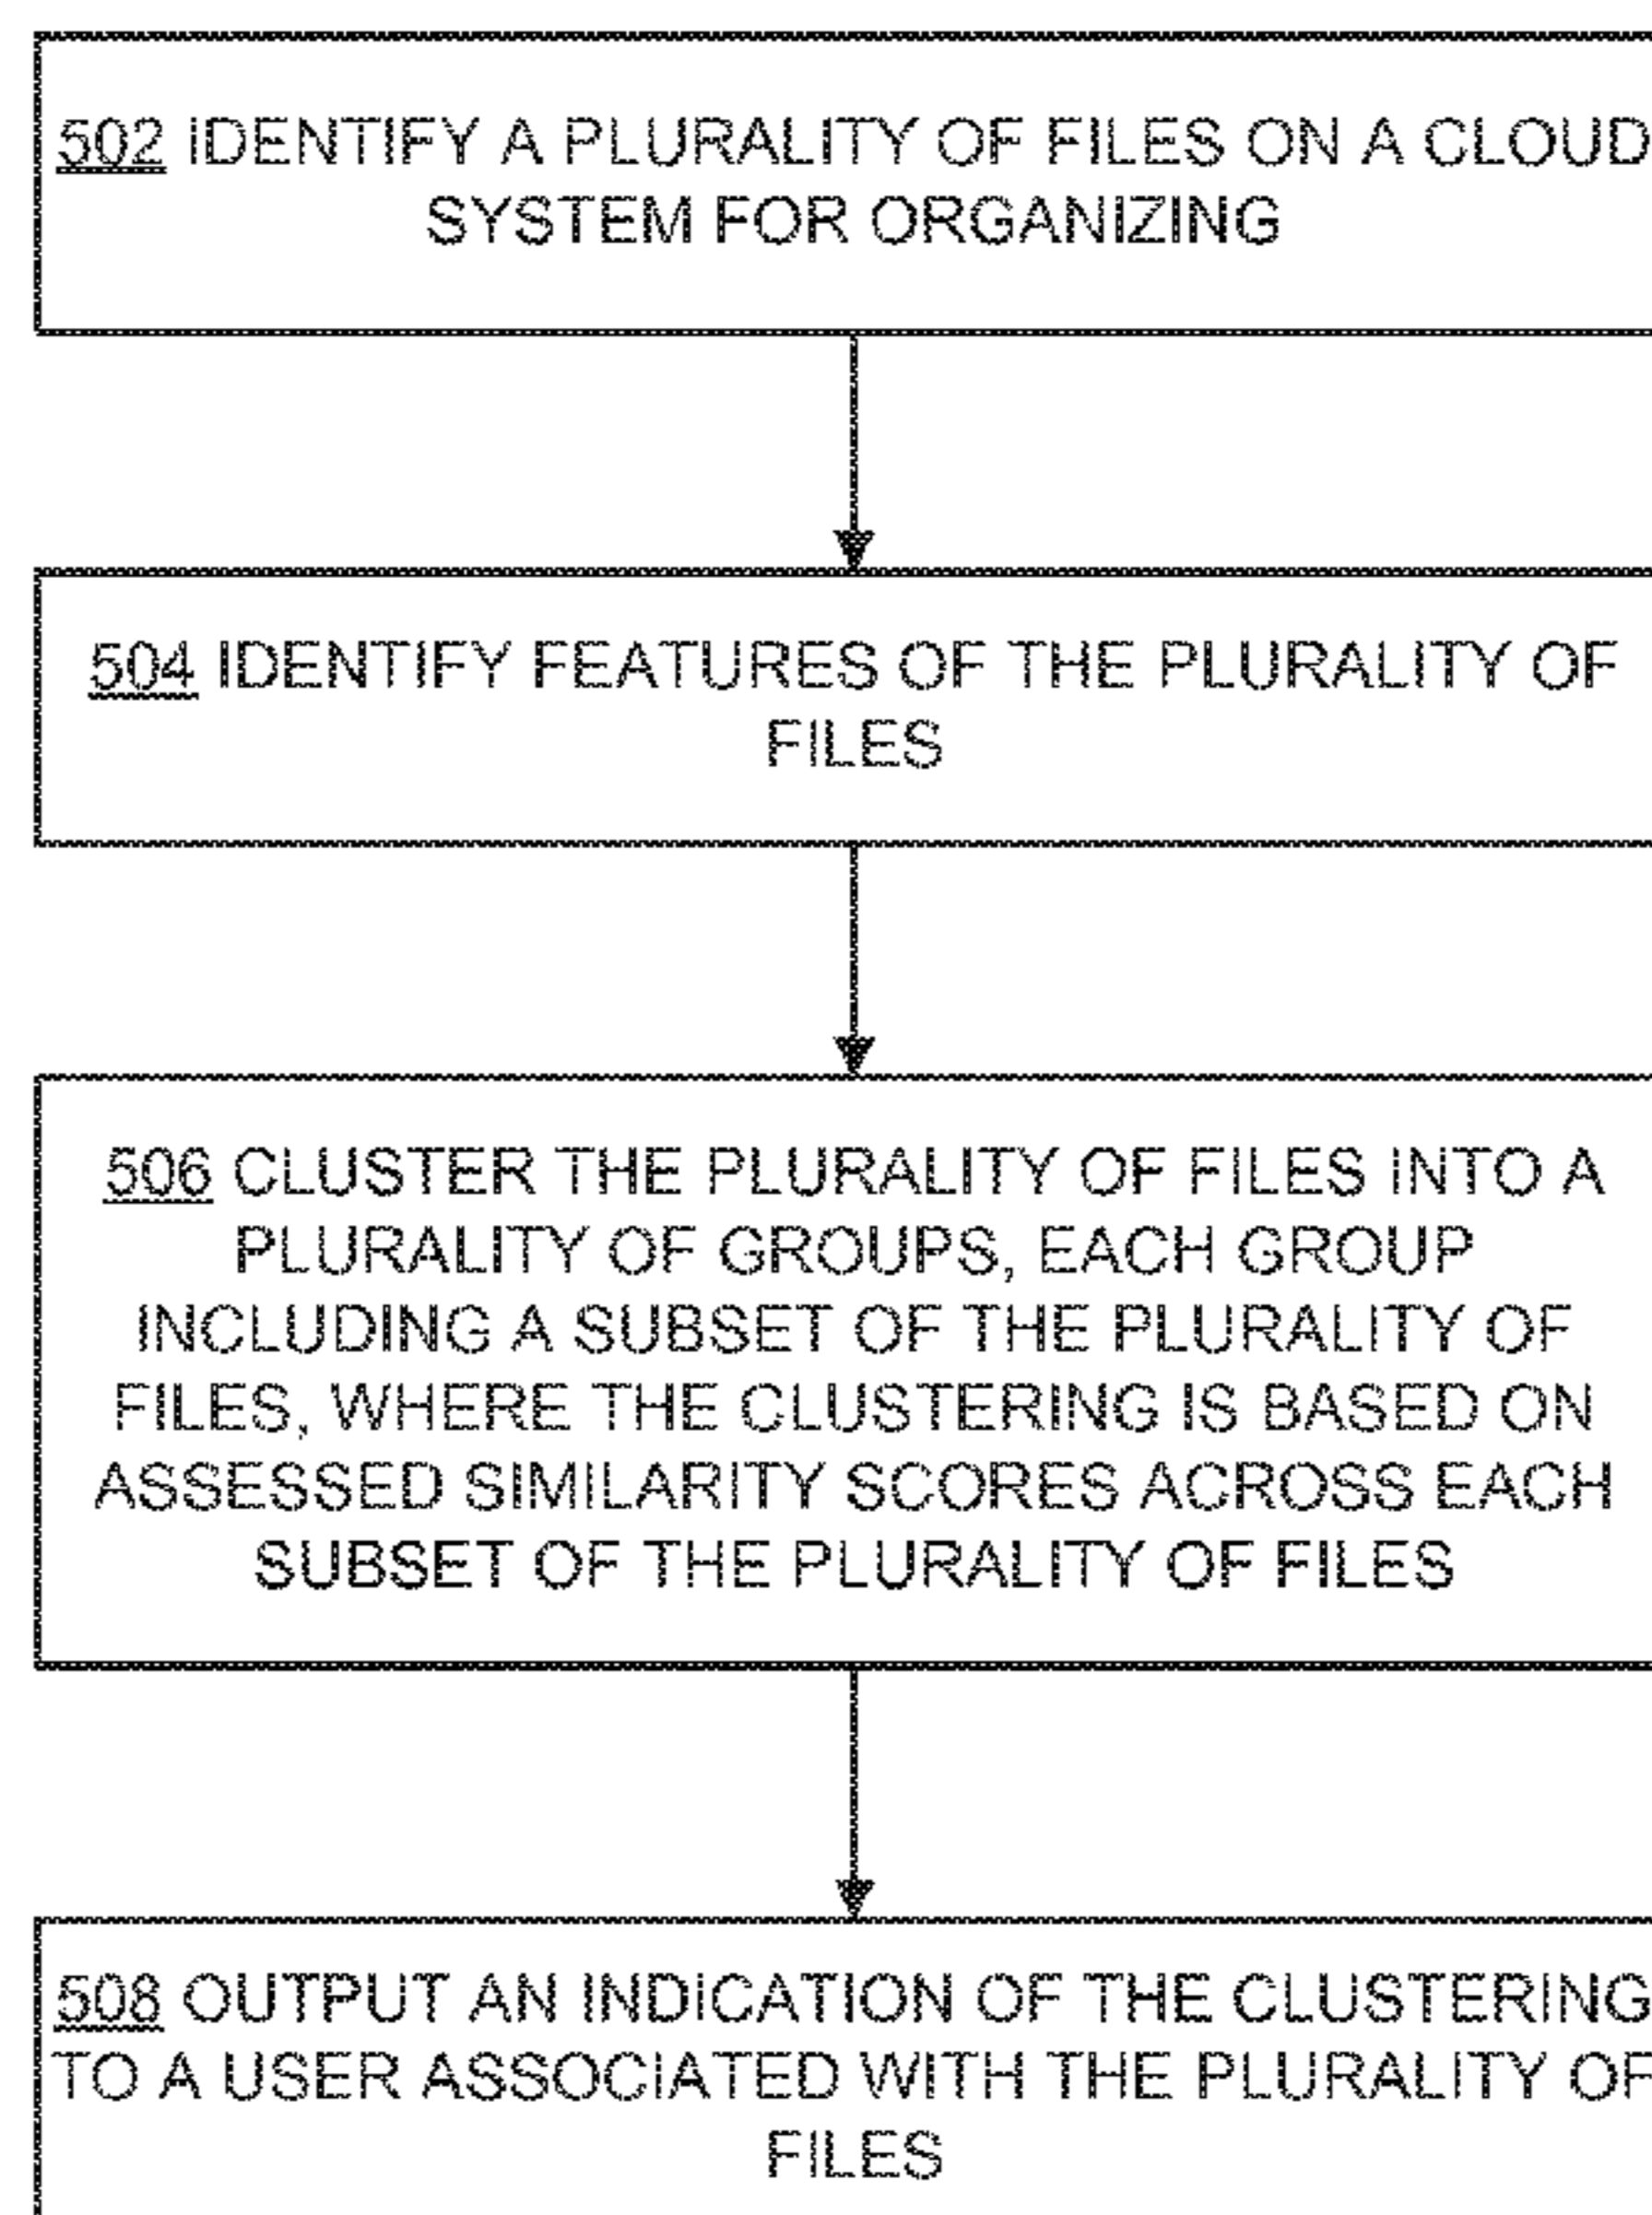 502 IDENTIFY A PLURALITY OF FILES ON A CLOUD
SYSTEM FOR ORGANIZING
504 IDENTIFY FEATURES OF THE PLURALITY OF
FILES
506 CLUSTER THE PLURALITY OF FILES INTO A
PLURALITY OF GROUPS, EACH GROUP
INCLUDING A SUBSET OF THE PLURALITY OF
FILES, WHERE THE CLUSTERING IS BASED ON
ASSESSED SIMILARITY SCORES ACROSS EACH
SUBSET OF THE PLURALITY OF FILES
508 OUTPUT AN INDICATION OF THE CLUSTERING
TO A USER ASSOCIATED WITH THE PLURALITY OF
FILES